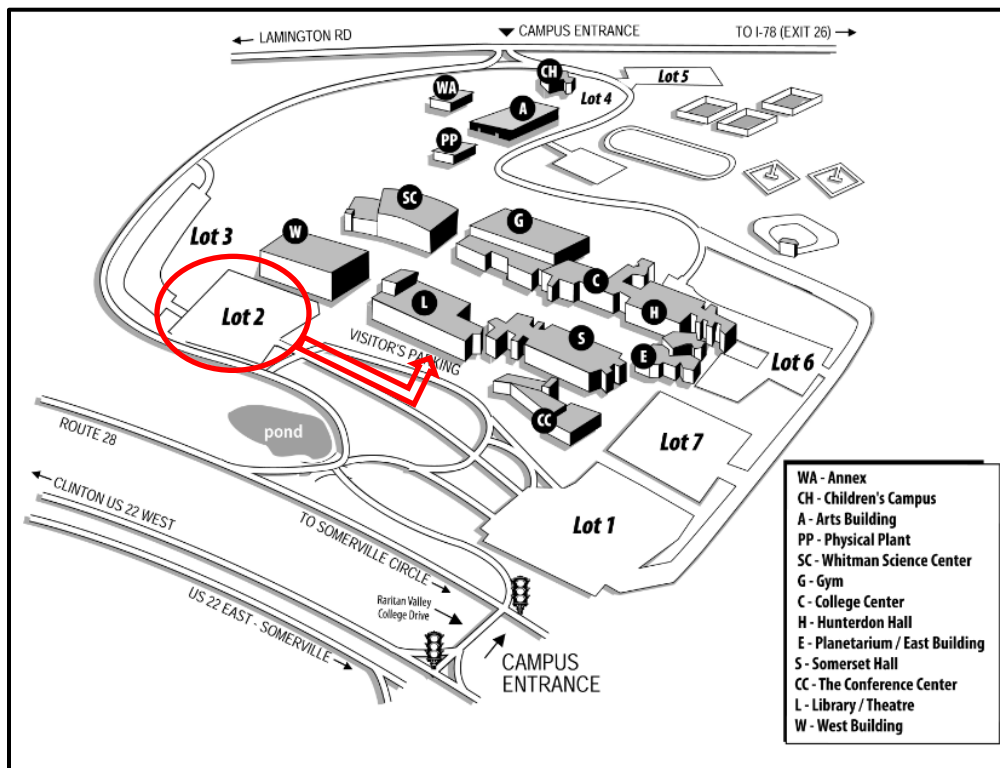 LAMINGTON RD
CAMPUS ENTRANCE
TO I-78 (EXIT 26)
CH
Lot 5
WA
Lot 4
A
PP
SC
G
Lot 3
W
C
L
H
Lot 2
VISITOR'S PARKING
S
E
Lot 6
CC
ROUTE 28
pond
Lot 7
CLINTON US 22 WEST
Lot 1
TO SOMERVILLE CIRCLE
US 22 EAST - SOMERVILLE
Raritan Valley
College Drive
CAMPUS
ENTRANCE
WA - Annex
CH - Children's Campus
A - Arts Building
PP - Physical Plant
SC - Whitman Science Center
G - Gym
C - College Center
H - Hunterdon Hall
E - Planetarium / East Building
S - Somerset Hall
CC - The Conference Center
L - Library / Theatre
W - West Building